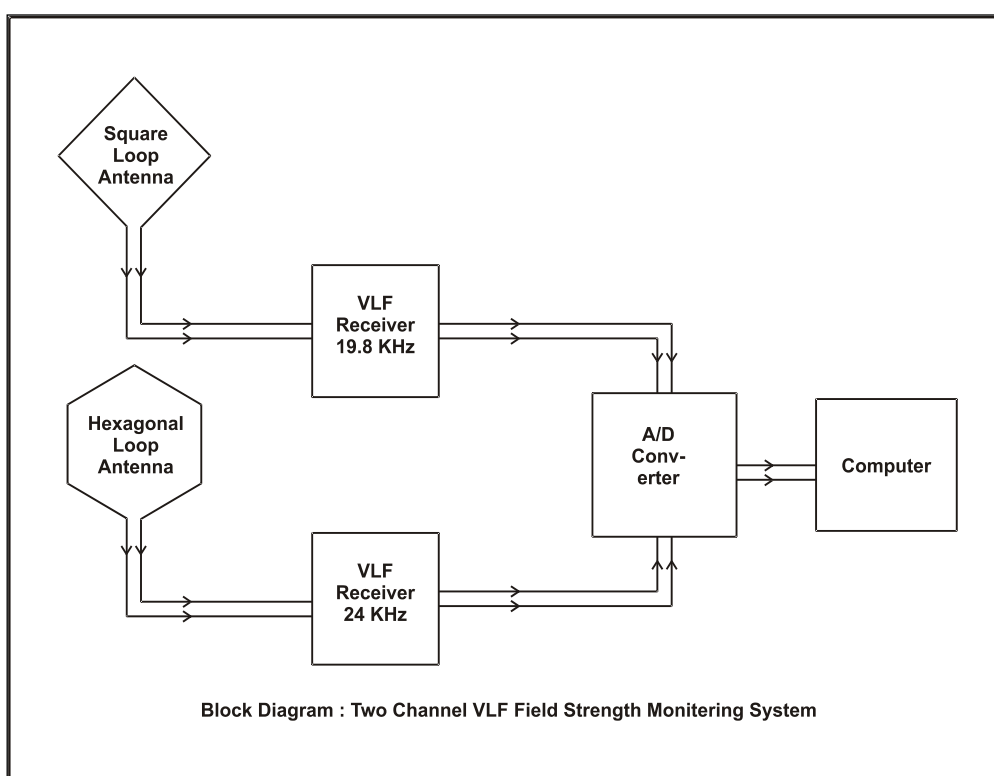 Square
Loop
Antenna
VLF
Receiver
19.8 KHz
Hexagonal
Loop
Antenna
A/D
Conv-
erter
Computer
VLF
Receiver
24 KHz
Block Diagram : Two Channel VLF Field Strength Monitering System